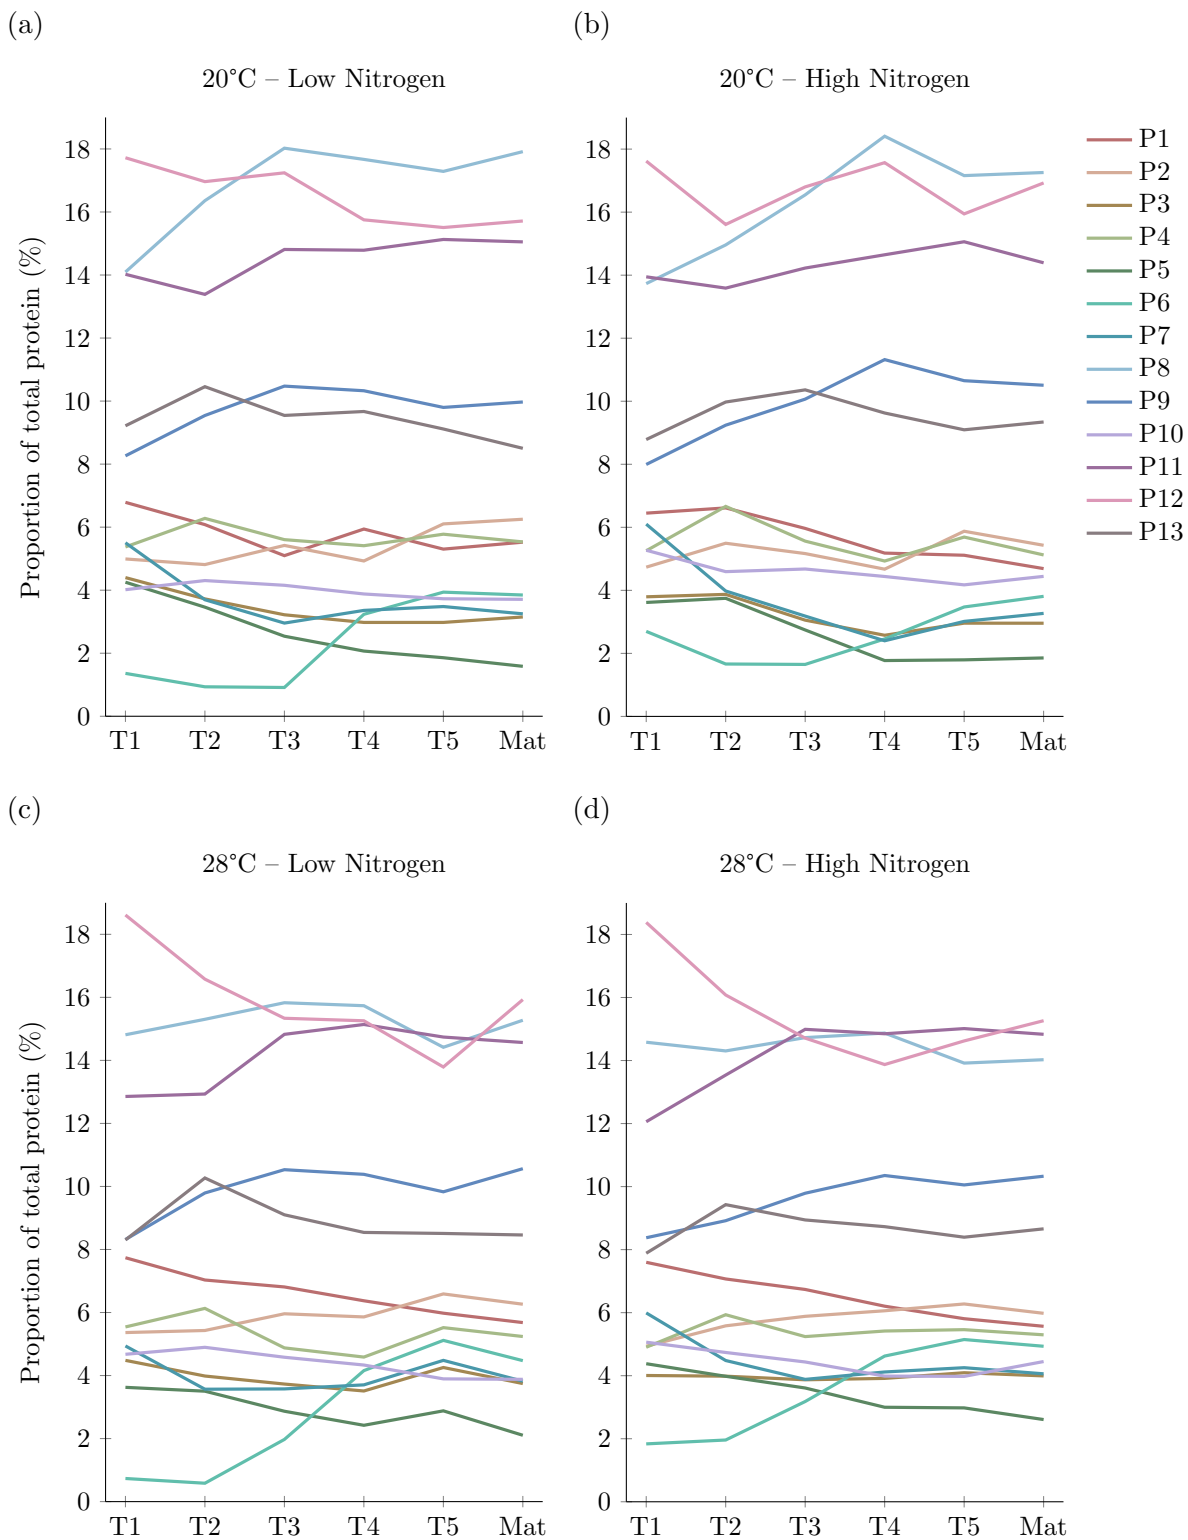 (a)
(b)
20°C – Low Nitrogen
20°C – High Nitrogen
Proportion of total protein (%)
18
16
14
12
10
8
6
4
2
0
T1 T2 T3 T4 T5 Mat
18
16
14
12
10
8
6
4
2
0
T1 T2 T3 T4 T5 Mat
P1
P2
P3
P4
P5
P6
P7
P8
P9
P10
P11
P12
P13
(c)
(d)
28°C – Low Nitrogen
28°C – High Nitrogen
Proportion of total protein (%)
18
16
14
12
10
8
6
4
2
0
T1 T2 T3 T4 T5 Mat
18
16
14
12
10
8
6
4
2
0
T1 T2 T3 T4 T5 Mat